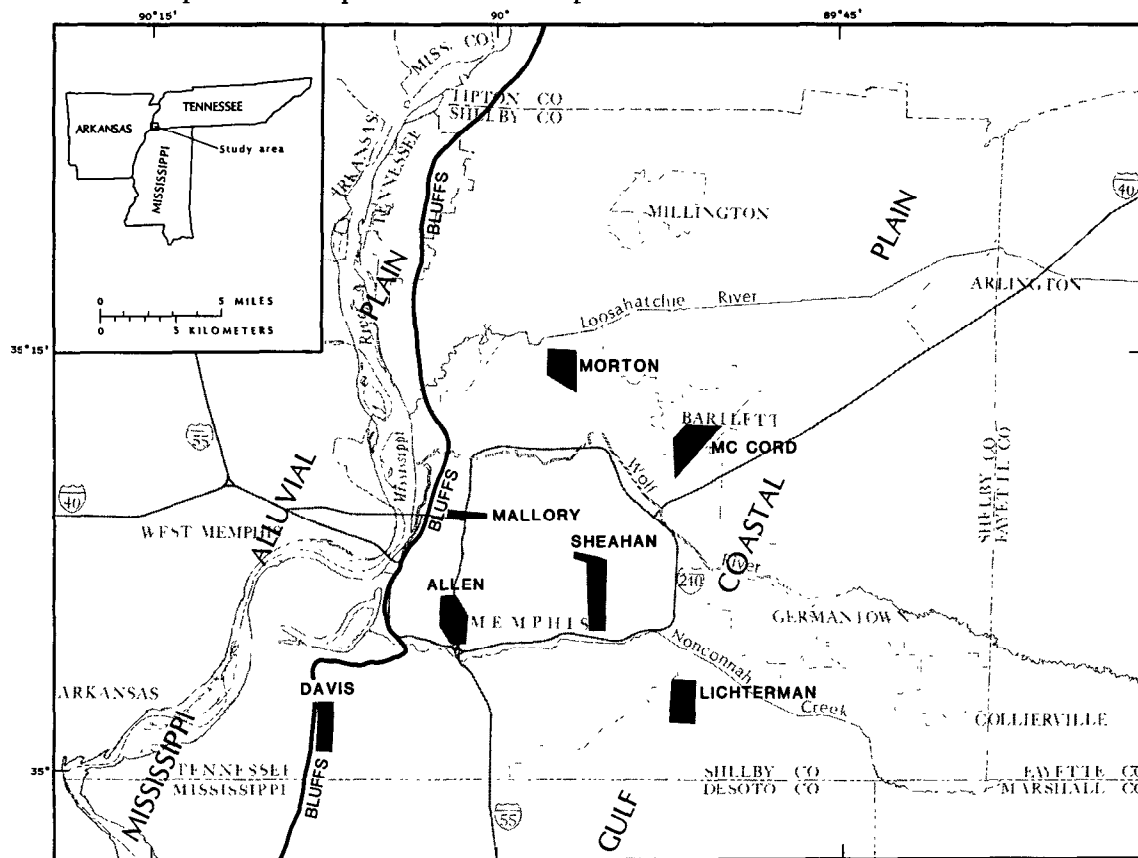 90°15'
90°
89°45'
MISS. CO
TIPTON CO
SHELBY CO
TENNESSEE
ARKANSAS
Study area
MISSISSIPPI
0 5 MILES
0 5 KILOMETERS
ARKANSAS
TENNESSEE
BLUFFS
MILLINGTON
PLAIN
PLAIN
40
ARLINGTON
Loosahatchie River
River
35°15'
MORTON
BARTLETT
MC CORD
Wolf
SHELBY CO
FAYETTE CO
Mississippi
ALLUVIAL
40
BLUFFS
MALLORY
WEST MEMPHIS
SHEAHAN
COASTAL
River
240
ALLEN
MEMPHIS
GERMANTOWN
Nonconnah
Creek
DAVIS
LICHTERMAN
ARKANSAS
COLLIERVILLE
MISSISSIPPI
35°
TENNESSEE
MISSISSIPPI
BLUFFS
SHELBY CO
DESOTO CO
FAYETTE CO
MARSHALL CO
55
GULF